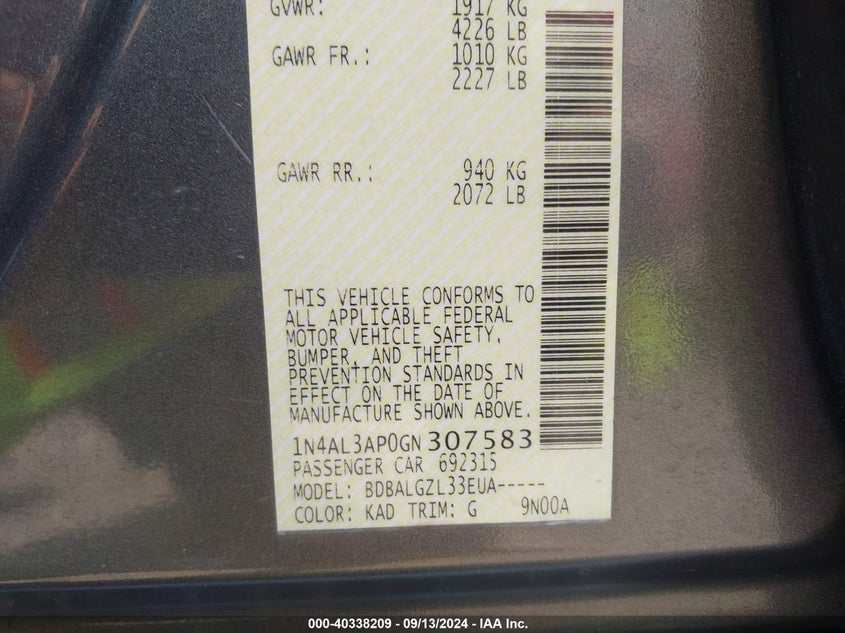 GVWR: 1917 KG
4226 LB
GAWR FR.: 1010 KG
2227 LB
GAWR RR.: 940 KG
2072 LB
THIS VEHICLE CONFORMS TO
ALL APPLICABLE FEDERAL
MOTOR VEHICLE SAFETY,
BUMPER, AND THEFT
PREVENTION STANDARDS IN
EFFECT ON THE DATE OF
MANUFACTURE SHOWN ABOVE.
1N4AL3AP0GN307583
PASSENGER CAR 692315
MODEL: BDBALGZL33EUA-----
COLOR: KAD TRIM: G 9N00A
000-40338209 - 09/13/2024 - IAA Inc.